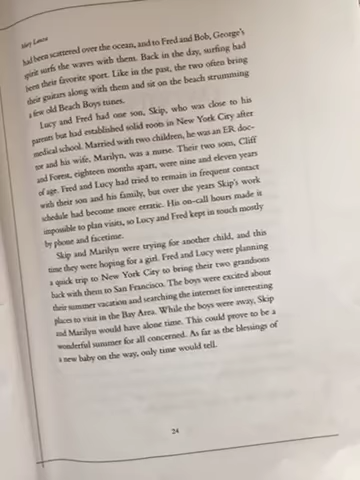 Mary Lanza
had been scattered over the ocean, and to Fred and Bob, George's
spirit surfs the waves with them. Back in the day, surfing had
been their favorite sport. Like in the past, the two often bring
their guitars along with them and sit on the beach strumming
a few old Beach Boys tunes.
Lucy and Fred had one son, Skip, who was close to his
parents but had established solid roots in New York City after
medical school. Married with two children, he was an ER doc-
tor and his wife, Marilyn, was a nurse. Their two sons, Cliff
and Forest, eighteen months apart, were nine and eleven years
of age. Fred and Lucy had tried to remain in frequent contact
with their son and his family, but over the years Skip's work
schedule had become more erratic. His on-call hours made it
impossible to plan visits, so Lucy and Fred kept in touch mostly
by phone and facetime.
Skip and Marilyn were trying for another child, and this
time they were hoping for a girl. Fred and Lucy were planning
a quick trip to New York City to bring their two grandsons
back with them to San Francisco. The boys were excited about
their summer vacation and searching the internet for interesting
places to visit in the Bay Area. While the boys were away, Skip
and Marilyn would have alone time. This could prove to be a
wonderful summer for all concerned. As far as the blessings of
a new baby on the way, only time would tell.
24